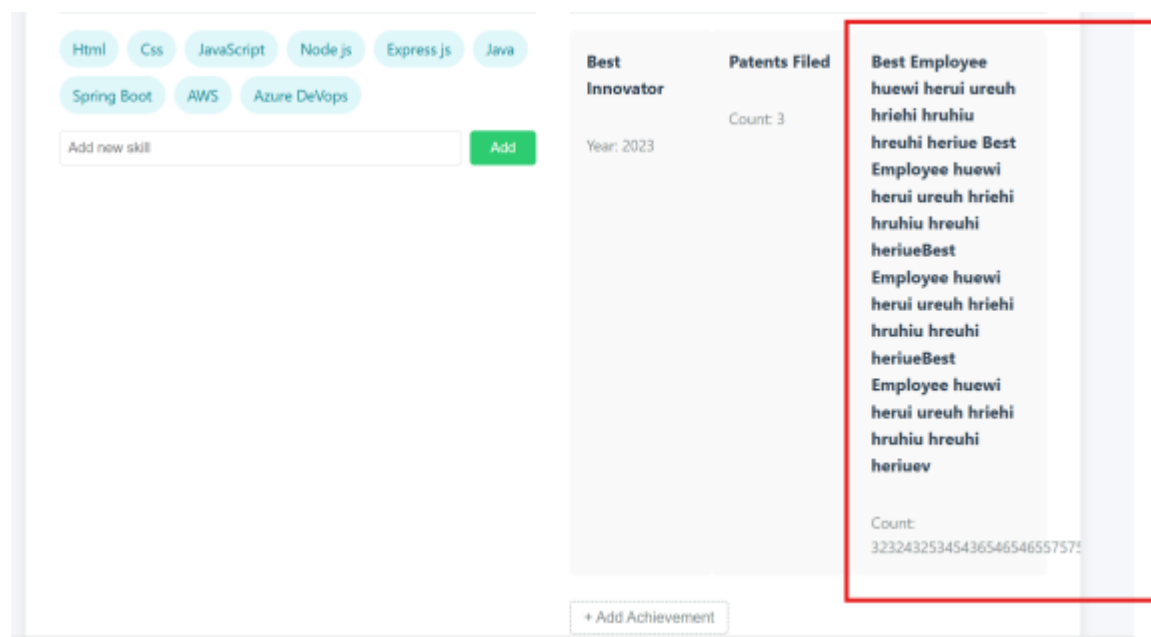 Html Css JavaScript Node js Express js Java
Spring Boot AWS Azure DeVops
Add new skill Add
Best
Innovator
Year: 2023
Patents Filed
Count: 3
Best Employee
huewi herui ureuh
hriehi hruhiu
hreuhi heriue Best
Employee huewi
herui ureuh hriehi
hruhiu hreuhi
heriueBest
Employee huewi
herui ureuh hriehi
hruhiu hreuhi
heriueBest
Employee huewi
herui ureuh hriehi
hruhiu hreuhi
heriuev
Count:
+ Add Achievement